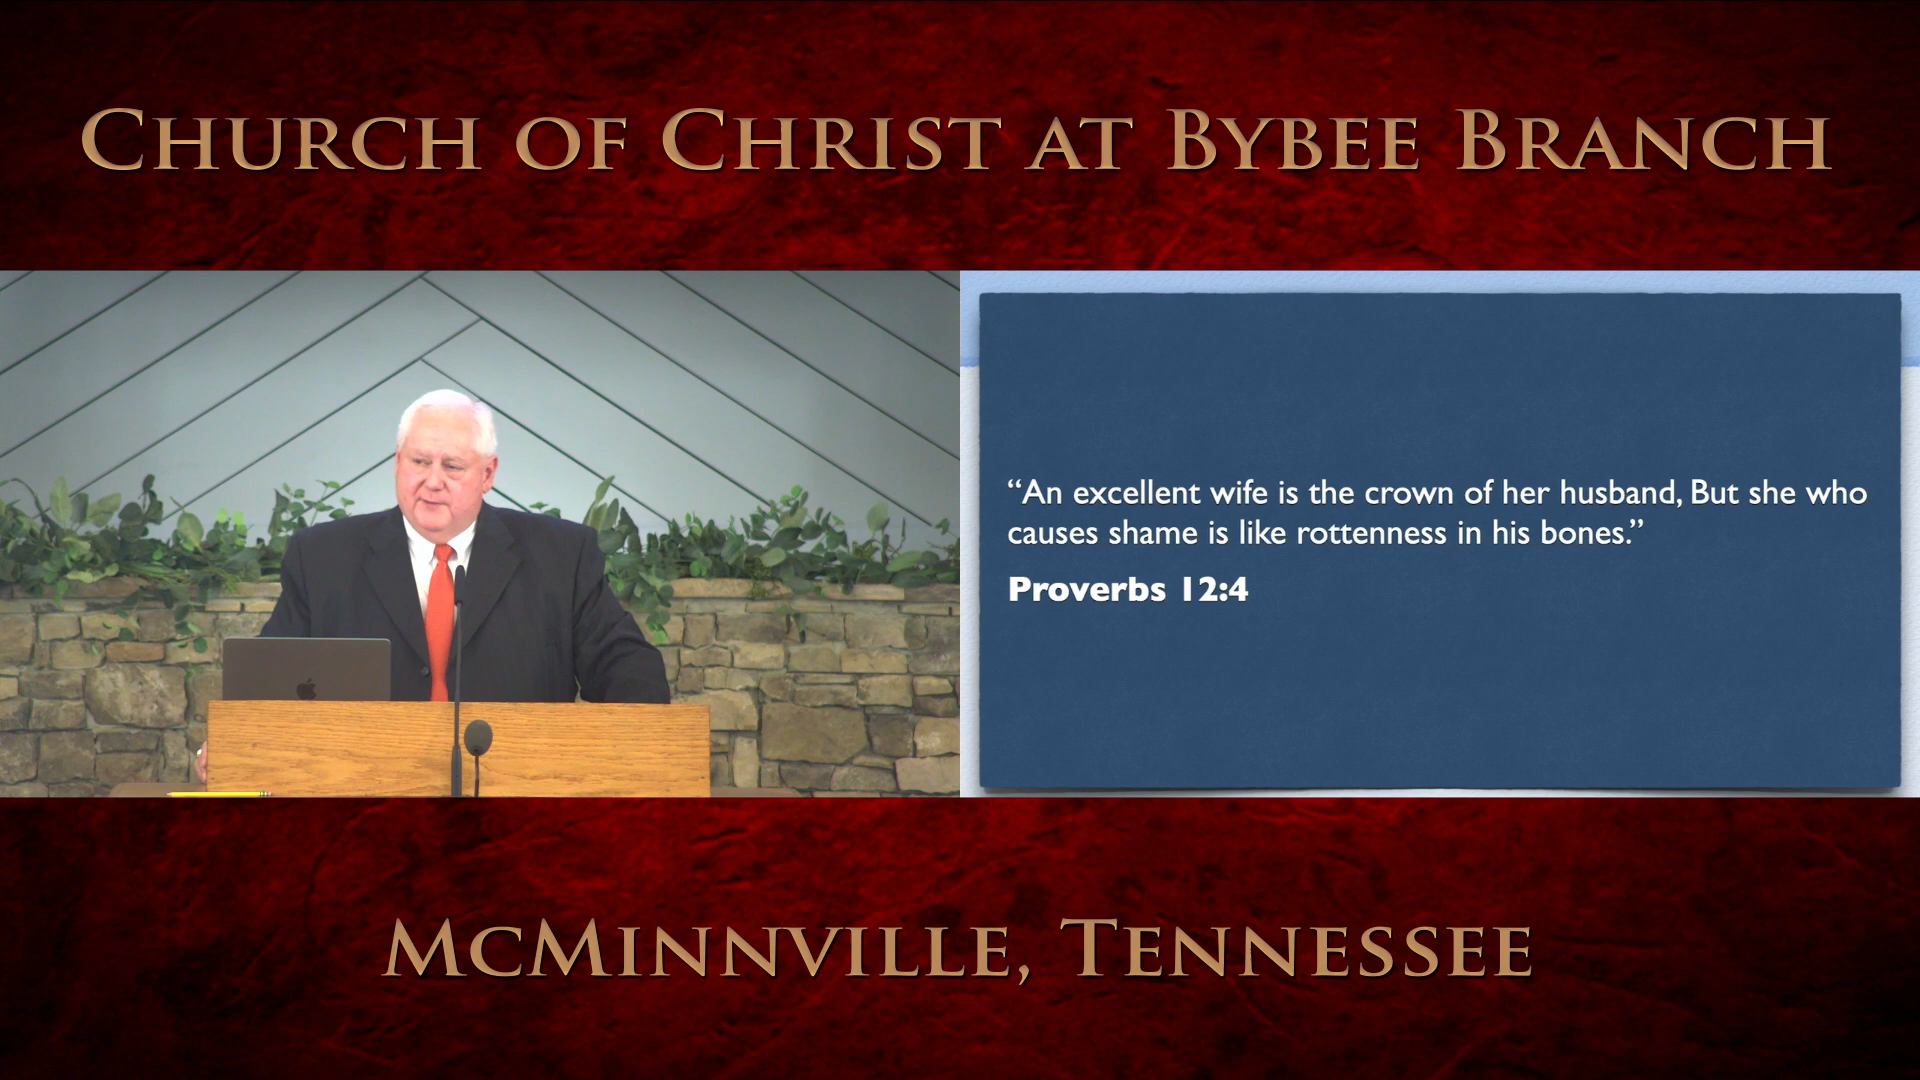 Church of Christ at Bybee Branch
“An excellent wife is the crown of her husband, But she who
causes shame is like rottenness in his bones.”
Proverbs 12:4
McMinnville, Tennessee